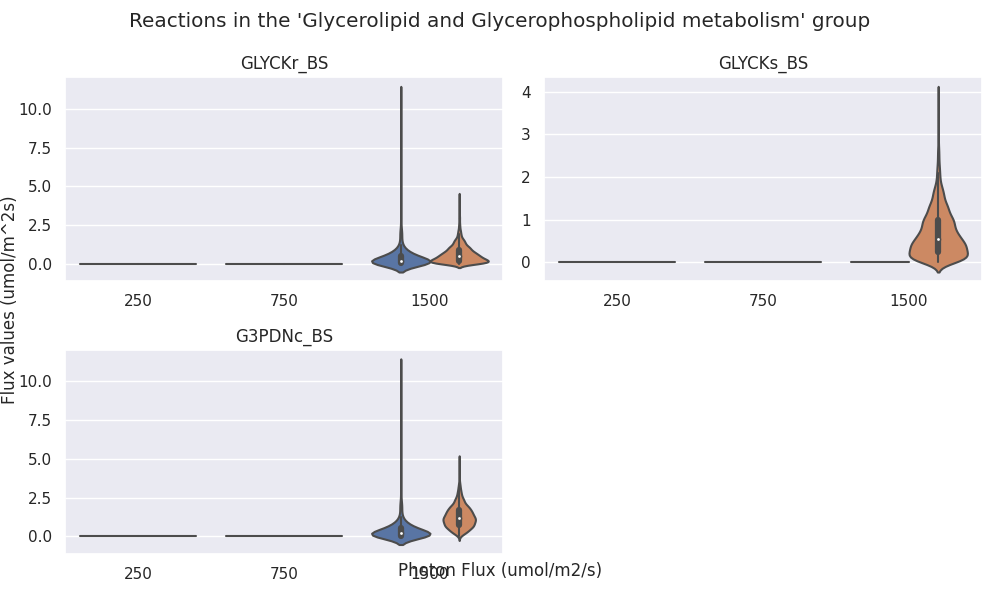 Reactions in the 'Glycerolipid and Glycerophospholipid metabolism' group
GLYCKr_BS
10.0
7.5
5.0
2.5
0.0
250 750 1500
GLYCKs_BS
4
3
2
1
0
250 750 1500
Flux values (umol/m^2s)
G3PDNc_BS
10.0
7.5
5.0
2.5
0.0
250 750 1500
Photon Flux (umol/m2/s)